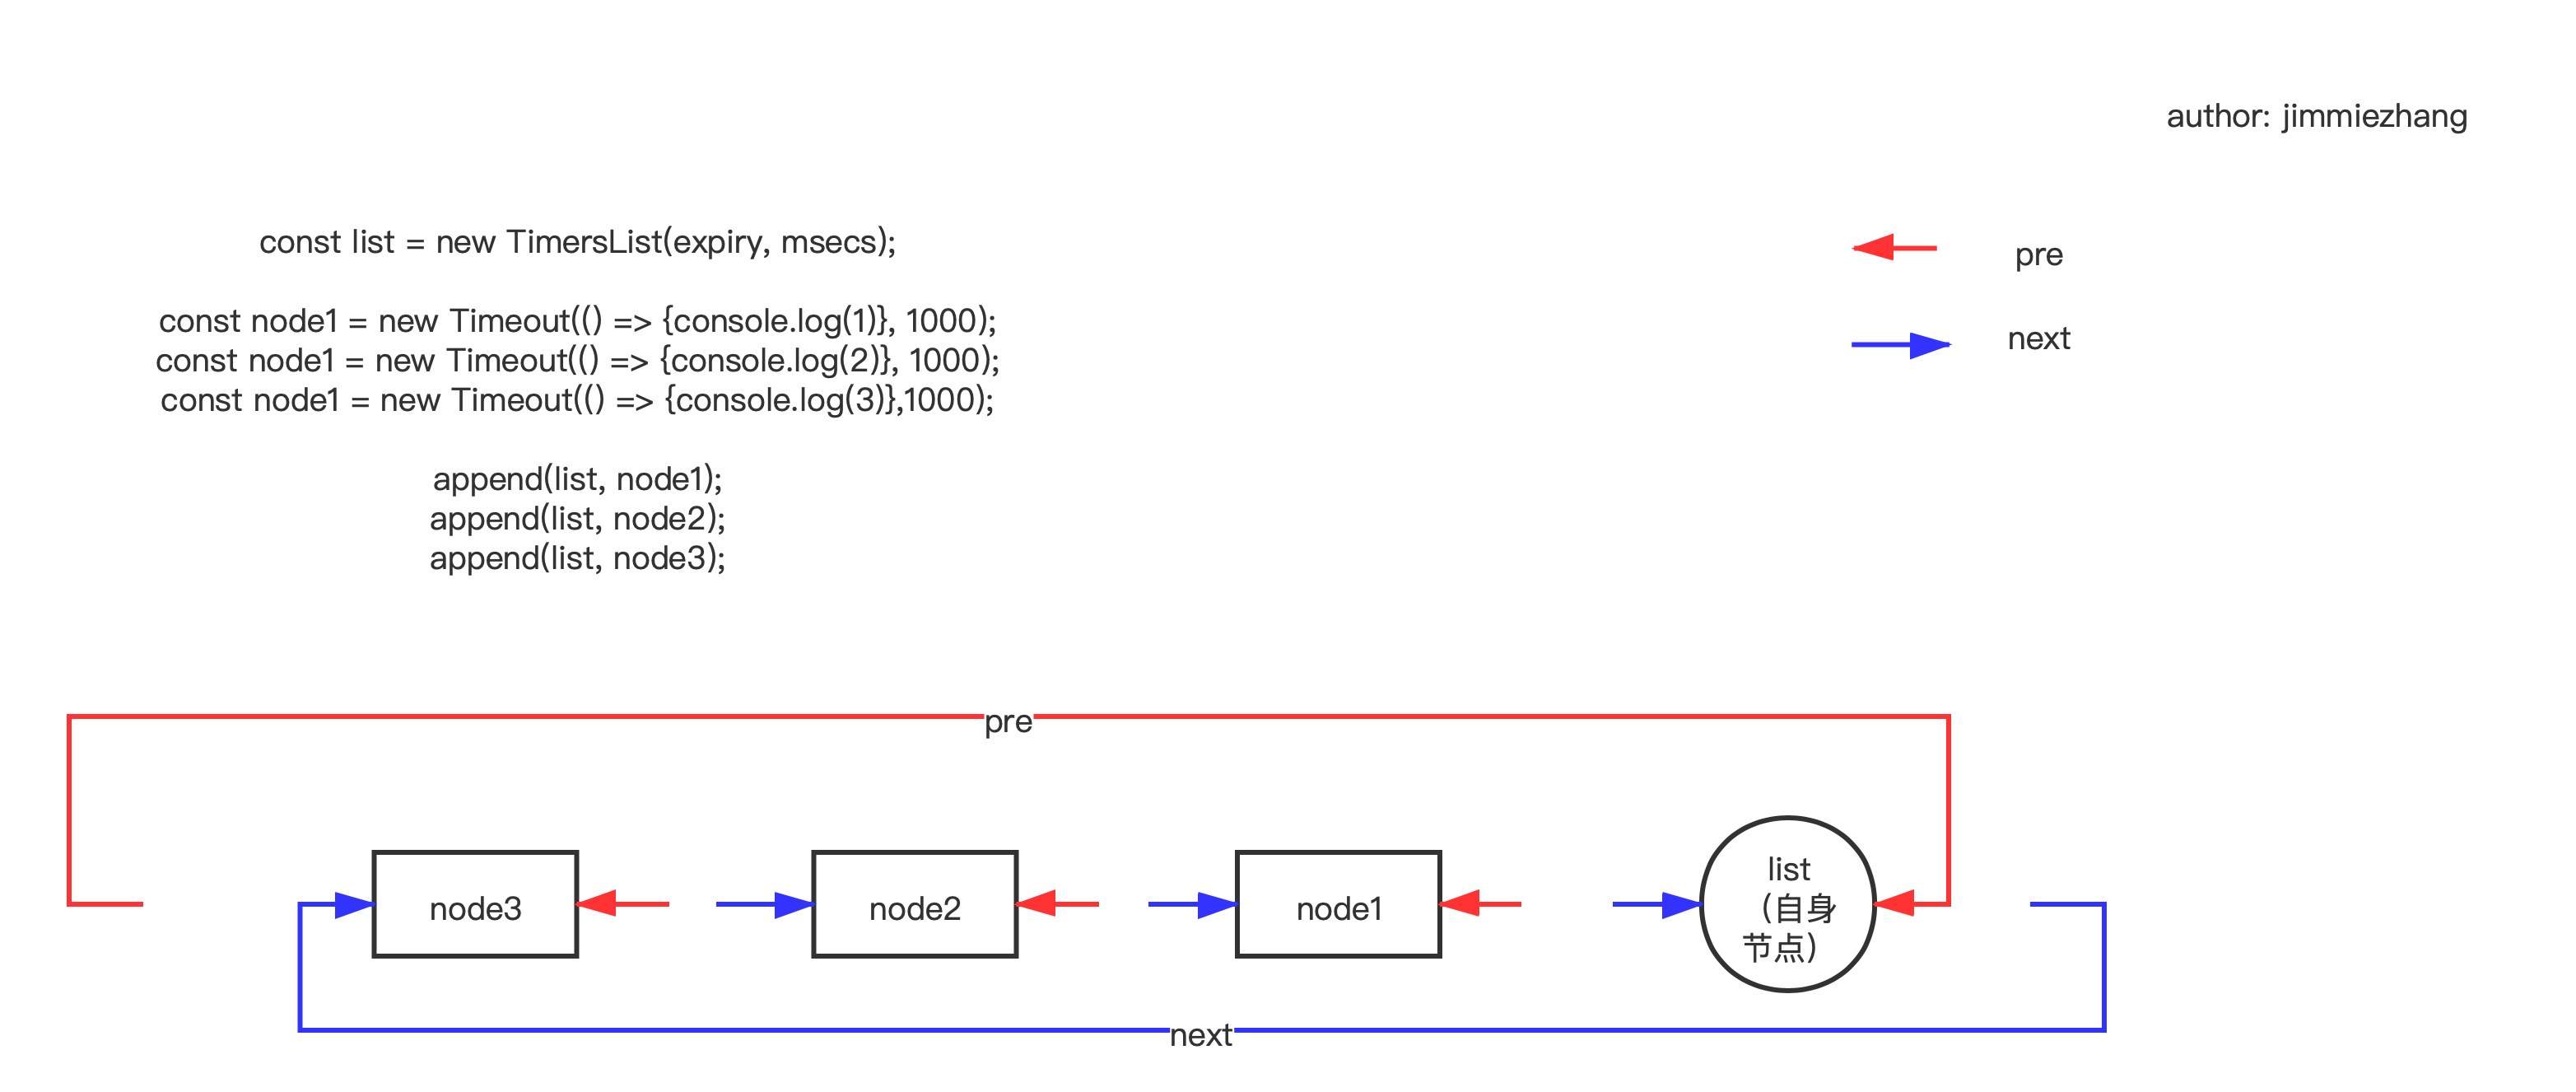 author: jimmiezhang
const list = new TimersList(expiry, msecs);
const node1 = new Timeout(() => {console.log(1)}, 1000);
const node1 = new Timeout(() => {console.log(2)}, 1000);
const node1 = new Timeout(() => {console.log(3)},1000);
append(list, node1);
append(list, node2);
append(list, node3);
pre
next
pre
node3
node2
node1
list
（自身
节点）
next